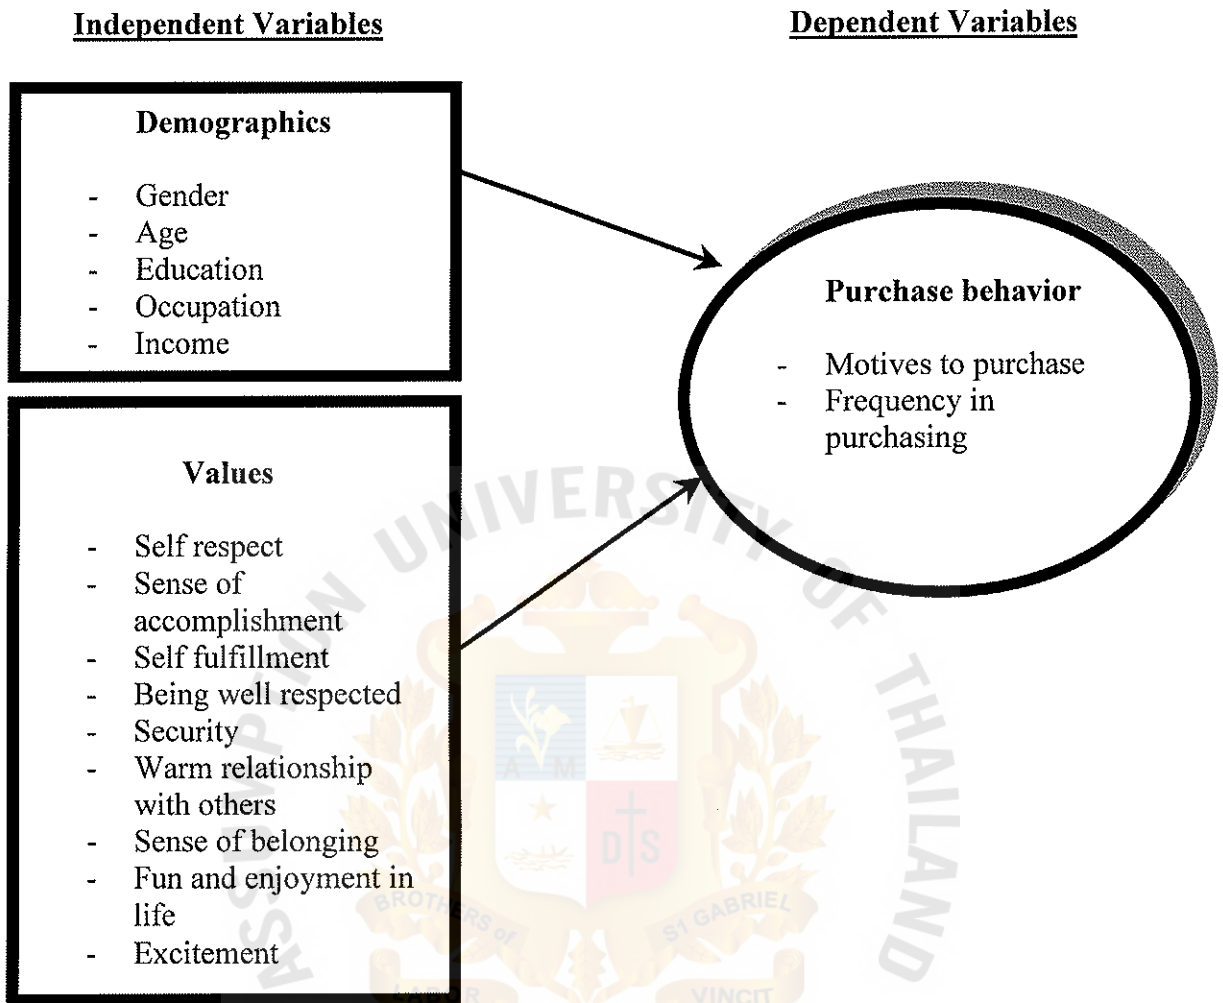 Independent Variables
Dependent Variables
Demographics
- Gender
- Age
- Education
- Occupation
- Income
Purchase behavior
- Motives to purchase
- Frequency in
purchasing
Values
- Self respect
- Sense of
accomplishment
- Self fulfillment
- Being well respected
- Security
- Warm relationship
with others
- Sense of belonging
- Fun and enjoyment in
life
- Excitement
ASSUMPTION UNIVERSITY OF THAILAND
A M
D S
BROTHERS of
ST GABRIEL
LABOR
VINCIT